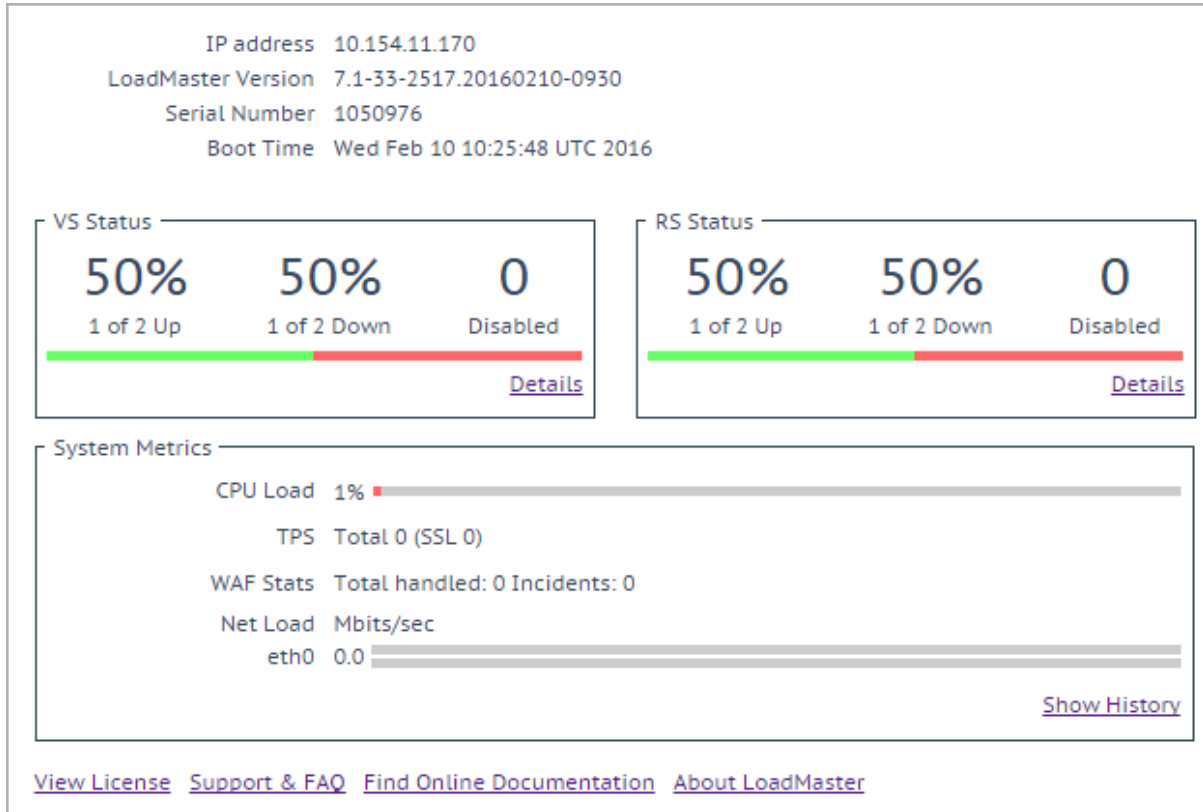 IP address 10.154.11.170
LoadMaster Version 7.1-33-2517.20160210-0930
Serial Number 1050976
Boot Time Wed Feb 10 10:25:48 UTC 2016
VS Status
50% 50% 0
1 of 2 Up 1 of 2 Down Disabled
Details
RS Status
50% 50% 0
1 of 2 Up 1 of 2 Down Disabled
Details
System Metrics
CPU Load 1%
TPS Total 0 (SSL 0)
WAF Stats Total handled: 0 Incidents: 0
Net Load Mbits/sec
eth0 0.0
Show History
View License Support & FAQ Find Online Documentation About LoadMaster